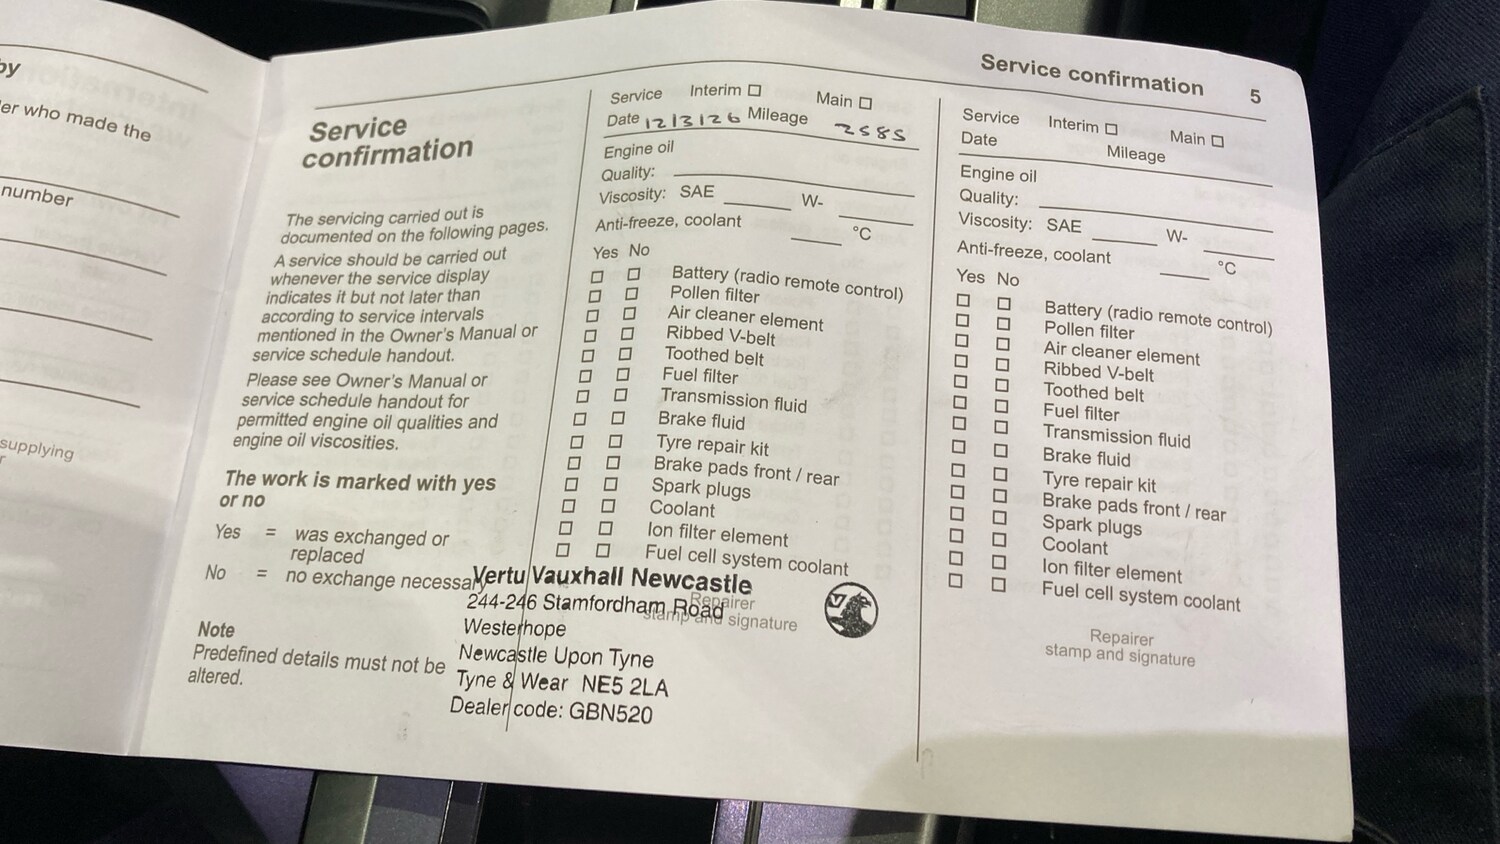 by
er who made the
number
supplying
r
Service confirmation 5
Service
confirmation
The servicing carried out is
documented on the following pages.
A service should be carried out
whenever the service display
indicates it but not later than
according to service intervals
mentioned in the Owner's Manual or
service schedule handout.
Please see Owner's Manual or
service schedule handout for
permitted engine oil qualities and
engine oil viscosities.
The work is marked with yes
or no
Yes = was exchanged or
replaced
No = no exchange necessary
Note
Predefined details must not be
altered.
Service Interim Main
Date 12/3/26 Mileage 2585
Engine oil
Quality:
Viscosity: SAE W-
Anti-freeze, coolant °C
Yes No
Battery (radio remote control)
Pollen filter
Air cleaner element
Ribbed V-belt
Toothed belt
Fuel filter
Transmission fluid
Brake fluid
Tyre repair kit
Brake pads front / rear
Spark plugs
Coolant
Ion filter element
Fuel cell system coolant
Repairer
stamp and signature
Vertu Vauxhall Newcastle
244-246 Stamfordham Road
Westerhope
Newcastle Upon Tyne
Tyne & Wear NE5 2LA
Dealer code: GBN520
Service Interim Main
Date Mileage
Engine oil
Quality:
Viscosity: SAE W-
Anti-freeze, coolant °C
Yes No
Battery (radio remote control)
Pollen filter
Air cleaner element
Ribbed V-belt
Toothed belt
Fuel filter
Transmission fluid
Brake fluid
Tyre repair kit
Brake pads front / rear
Spark plugs
Coolant
Ion filter element
Fuel cell system coolant
Repairer
stamp and signature